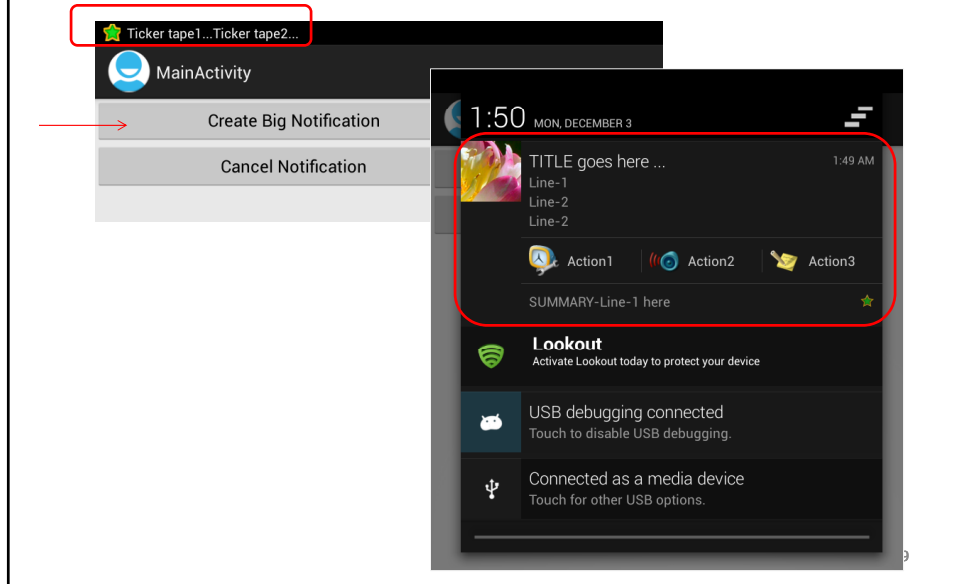 Ticker tape1...Ticker tape2...
MainActivity
Create Big Notification
Cancel Notification
1:50 MON, DECEMBER 3
TITLE goes here ... 1:49 AM
Line-1
Line-2
Line-2
Action1 Action2 Action3
SUMMARY-Line-1 here
Lookout
Activate Lookout today to protect your device
USB debugging connected
Touch to disable USB debugging.
Connected as a media device
Touch for other USB options.